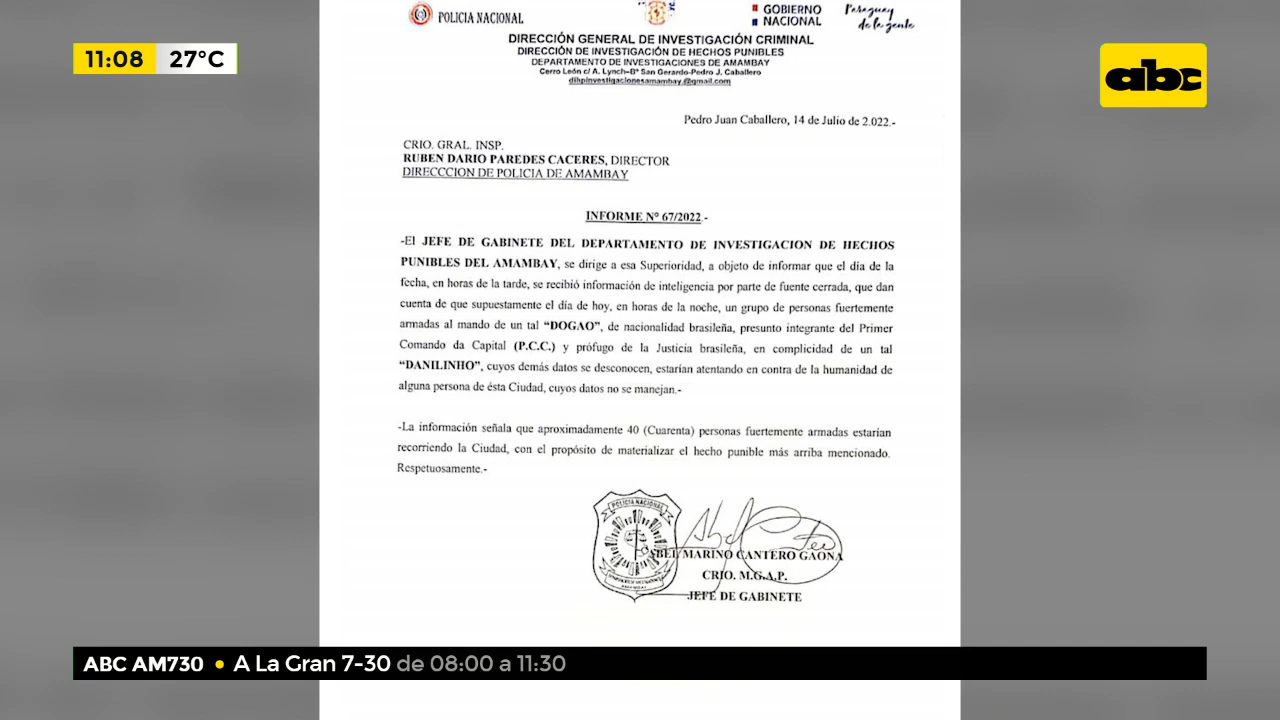 POLICIA NACIONAL
GOBIERNO
NACIONAL
Paraguay
de la gente
DIRECCIÓN GENERAL DE INVESTIGACIÓN CRIMINAL
DIRECCIÓN DE INVESTIGACIÓN DE HECHOS PUNIBLES
DEPARTAMENTO DE INVESTIGACIONES DE AMAMBAY
Cerro León c/ A. Lynch–Bº San Gerardo-Pedro J. Caballero
dihpinvestigacionesamambay.@gmail.com
11:08 27°C
abc
Pedro Juan Caballero, 14 de Julio de 2.022.-
CRIO. GRAL. INSP.
RUBEN DARIO PAREDES CACERES, DIRECTOR
DIRECCCION DE POLICIA DE AMAMBAY
INFORME Nº 67/2022.-
-El JEFE DE GABINETE DEL DEPARTAMENTO DE INVESTIGACION DE HECHOS
PUNIBLES DEL AMAMBAY, se dirige a esa Superioridad, a objeto de informar que el día de la
fecha, en horas de la tarde, se recibió información de inteligencia por parte de fuente cerrada, que dan
cuenta de que supuestamente el día de hoy, en horas de la noche, un grupo de personas fuertemente
armadas al mando de un tal “DOGAO”, de nacionalidad brasileña, presunto integrante del Primer
Comando da Capital (P.C.C.) y prófugo de la Justicia brasileña, en complicidad de un tal
“DANILINHO”, cuyos demás datos se desconocen, estarían atentando en contra de la humanidad de
alguna persona de ésta Ciudad, cuyos datos no se manejan.-
-La información señala que aproximadamente 40 (Cuarenta) personas fuertemente armadas estarían
recorriendo la Ciudad, con el propósito de materializar el hecho punible más arriba mencionado.
Respetuosamente.-
POLICIA NACIONAL
ABEL MARINO CANTERO GAONA
CRIO. M.G.A.P.
JEFE DE GABINETE
ABC AM730 • A La Gran 7-30 de 08:00 a 11:30